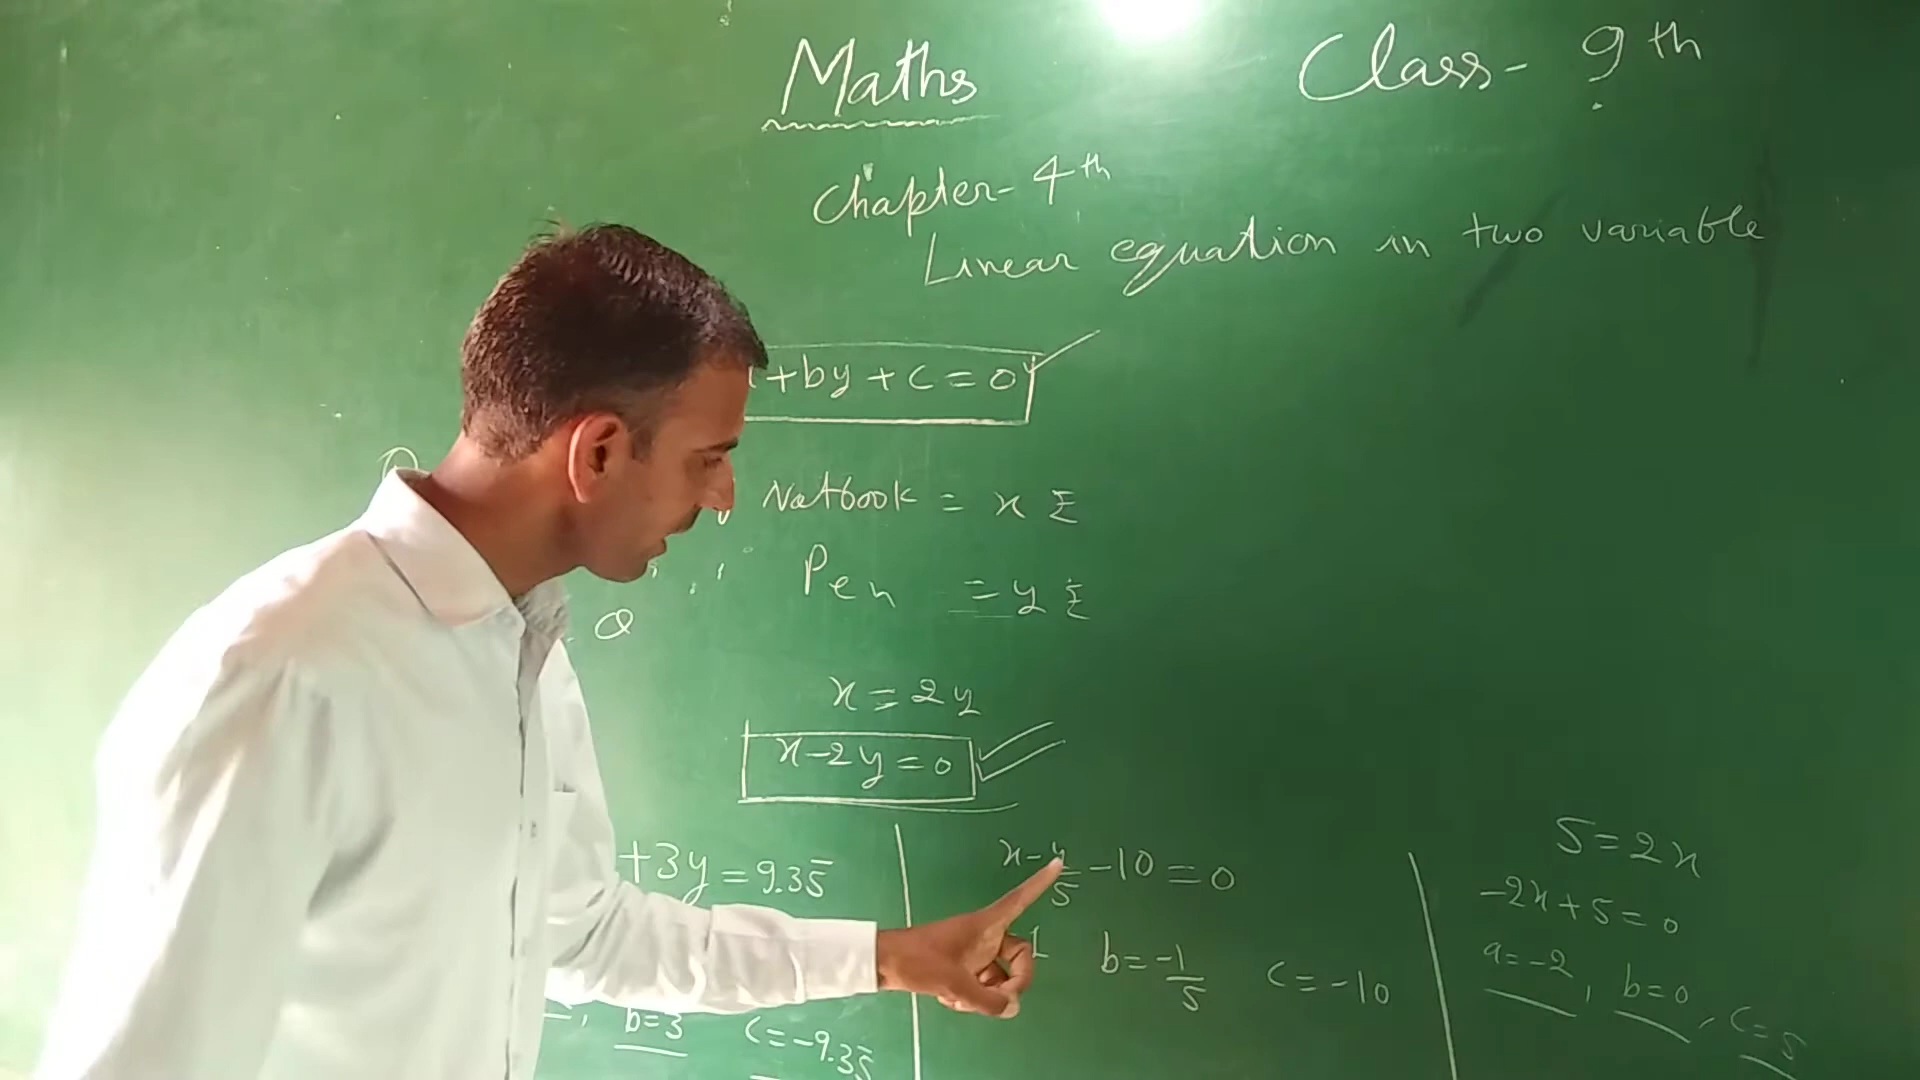 Maths
Class- 9th
Chapter- 4th
Linear equation in two variable
+by+c=0
Natbook = x
Pen = y
x=2y
x-2y=0
+3y=9.35̅
b=3 c=-9.35̅
x-y/5-10=0
1 b=-1/5 c=-10
5=2x
-2x+5=0
a=-2, b=0, c=5